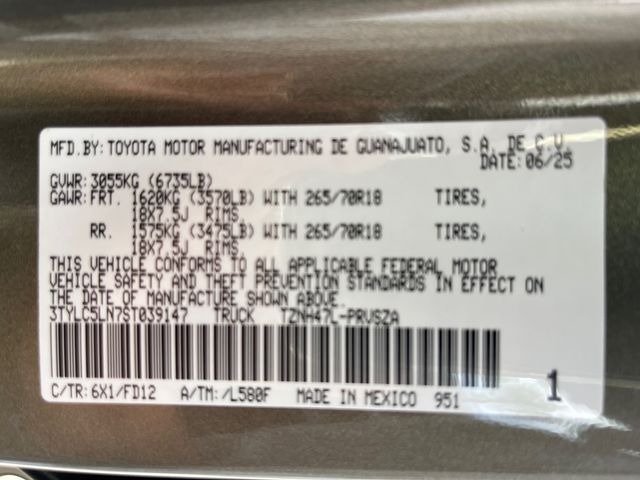 MFD.BY: TOYOTA MOTOR MANUFACTURING DE GUANAJUATO, S.A. DE C.V.
DATE: 06/25
GVWR: 3055KG (6735LB)
GAWR: FRT. 1620KG (3570LB) WITH 265/70R18 TIRES,
18X7.5J RIMS,
RR. 1575KG (3475LB) WITH 265/70R18 TIRES,
18X7.5J RIMS
THIS VEHICLE CONFORMS TO ALL APPLICABLE FEDERAL MOTOR
VEHICLE SAFETY AND THEFT PREVENTION STANDARDS IN EFFECT ON
THE DATE OF MANUFACTURE SHOWN ABOVE.
3TYLC5LN7ST039147 TRUCK TZNH47L-PRVSZA
C/TR: 6X1/FD12 A/TM: /L580F MADE IN MEXICO 951 1